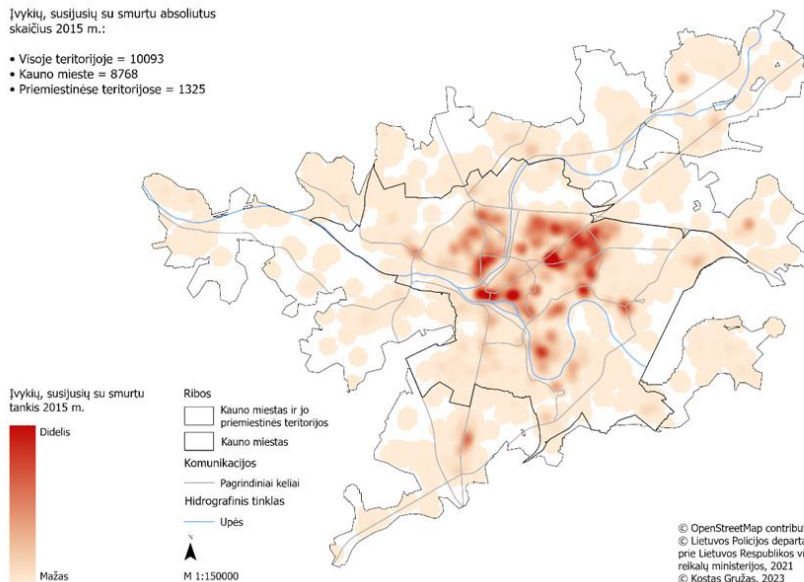 Įvykių, susijusių su smurtu absoliutus
skaičius 2015 m.:
• Visoje teritorijoje = 10093
• Kauno mieste = 8768
• Priemiestinėse teritorijose = 1325
Įvykių, susijusių su smurtu
tankis 2015 m.
Didelis
Mažas
Ribos
Kauno miestas ir jo
priemiestinės teritorijos
Kauno miestas
Komunikacijos
Pagrindiniai keliai
Hidrografinis tinklas
Upės
N
M 1:150000
© OpenStreetMap contribut
© Lietuvos Policijos departa
prie Lietuvos Respublikos vi
reikalų ministerijos, 2021
© Kostas Gružas, 2023